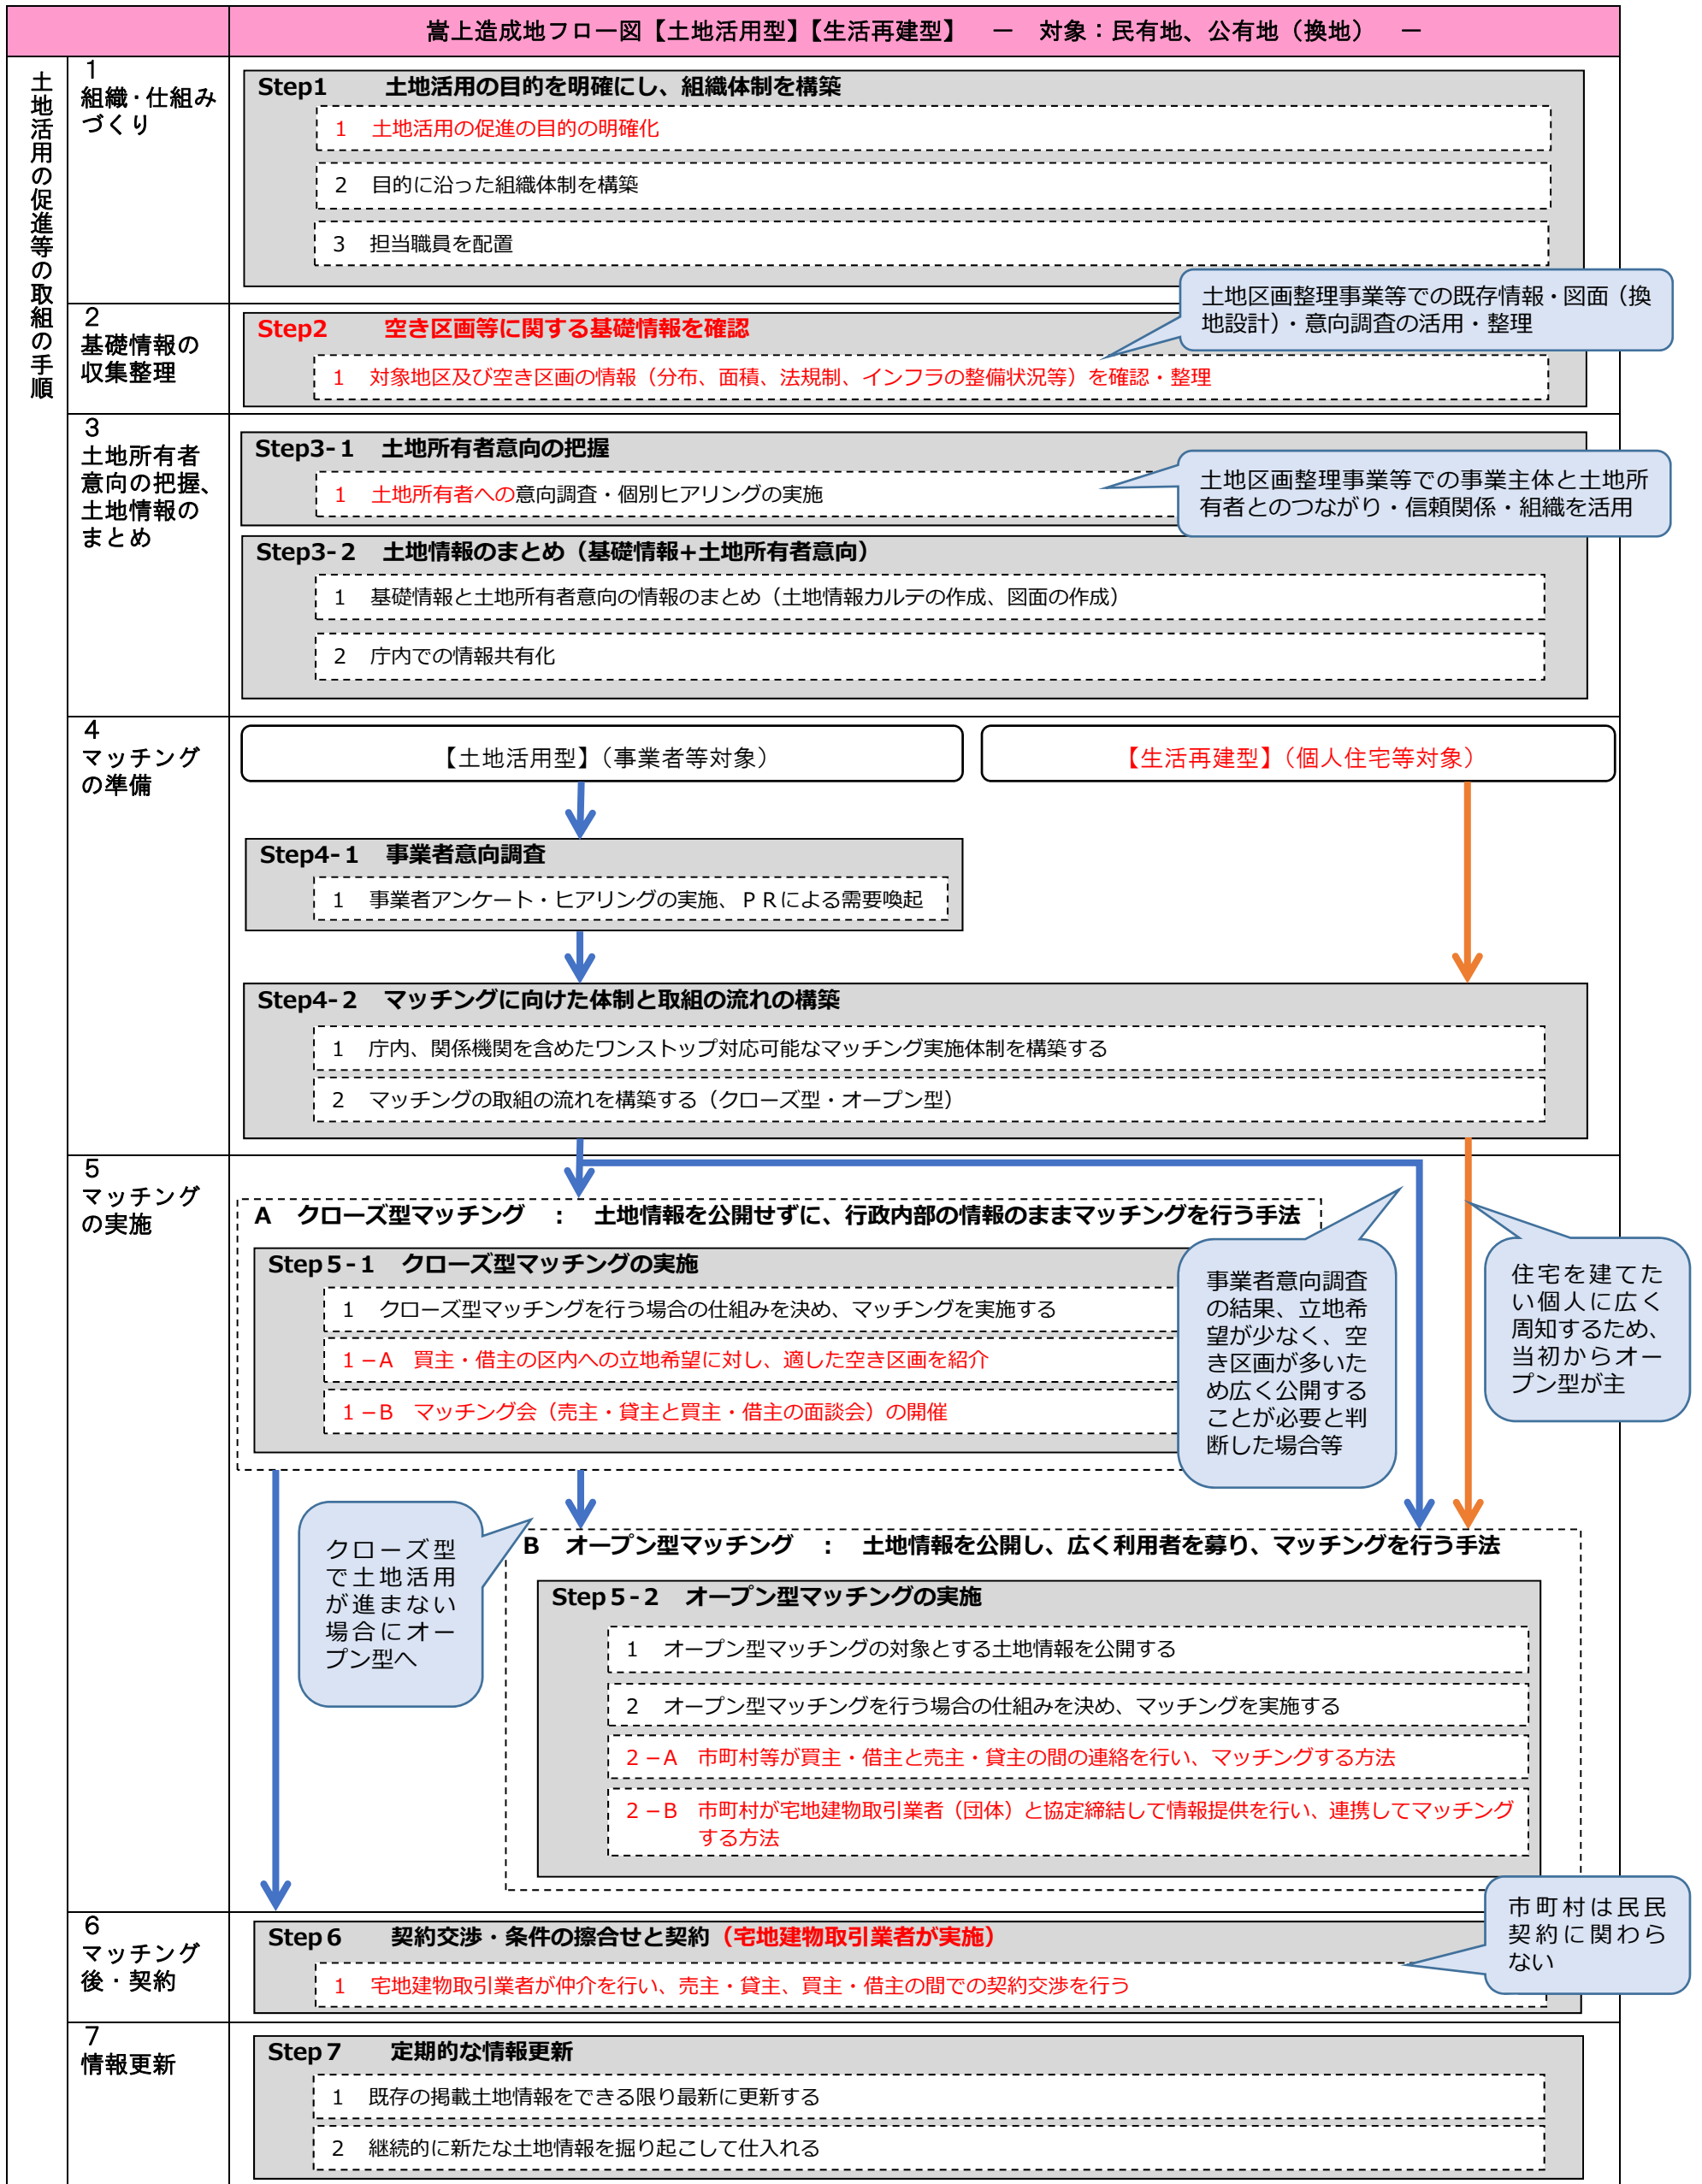 嵩上造成地フロー図【土地活用型】【生活再建型】　－　対象：民有地、公有地（換地）　－
土地活用の促進等の取組の手順
1
組織・仕組み
づくり
Step1　土地活用の目的を明確にし、組織体制を構築
1　土地活用の促進の目的の明確化
2　目的に沿った組織体制を構築
3　担当職員を配置
2
基礎情報の
収集整理
土地区画整理事業等での既存情報・図面（換
地設計）・意向調査の活用・整理
Step2　空き区画等に関する基礎情報を確認
1　対象地区及び空き区画の情報（分布、面積、法規制、インフラの整備状況等）を確認・整理
3
土地所有者
意向の把握、
土地情報の
まとめ
Step3-1　土地所有者意向の把握
1　土地所有者への意向調査・個別ヒアリングの実施
土地区画整理事業等での事業主体と土地所
有者とのつながり・信頼関係・組織を活用
Step3-2　土地情報のまとめ（基礎情報+土地所有者意向）
1　基礎情報と土地所有者意向の情報のまとめ（土地情報カルテの作成、図面の作成）
2　庁内での情報共有化
4
マッチング
の準備
【土地活用型】（事業者等対象）
【生活再建型】（個人住宅等対象）
Step4-1　事業者意向調査
1　事業者アンケート・ヒアリングの実施、ＰＲによる需要喚起
Step4-2　マッチングに向けた体制と取組の流れの構築
1　庁内、関係機関を含めたワンストップ対応可能なマッチング実施体制を構築する
2　マッチングの取組の流れを構築する（クローズ型・オープン型）
5
マッチング
の実施
A　クローズ型マッチング　：　土地情報を公開せずに、行政内部の情報のままマッチングを行う手法
Step５-１　クローズ型マッチングの実施
1　クローズ型マッチングを行う場合の仕組みを決め、マッチングを実施する
１－A　買主・借主の区内への立地希望に対し、適した空き区画を紹介
１－B　マッチング会（売主・貸主と買主・借主の面談会）の開催
事業者意向調査
の結果、立地希
望が少なく、空
き区画が多いた
め広く公開する
ことが必要と判
断した場合等
住宅を建てた
い個人に広く
周知するため、
当初からオー
プン型が主
クローズ型
で土地活用
が進まない
場合にオー
プン型へ
B　オープン型マッチング　：　土地情報を公開し、広く利用者を募り、マッチングを行う手法
Step５-２　オープン型マッチングの実施
1　オープン型マッチングの対象とする土地情報を公開する
2　オープン型マッチングを行う場合の仕組みを決め、マッチングを実施する
２－A　市町村等が買主・借主と売主・貸主の間の連絡を行い、マッチングする方法
２－B　市町村が宅地建物取引業者（団体）と協定締結して情報提供を行い、連携してマッチング
する方法
6
マッチング
後・契約
Step６　契約交渉・条件の擦合せと契約（宅地建物取引業者が実施）
1　宅地建物取引業者が仲介を行い、売主・貸主、買主・借主の間での契約交渉を行う
市町村は民民
契約に関わら
ない
7
情報更新
Step７　定期的な情報更新
1　既存の掲載土地情報をできる限り最新に更新する
2　継続的に新たな土地情報を掘り起こして仕入れる